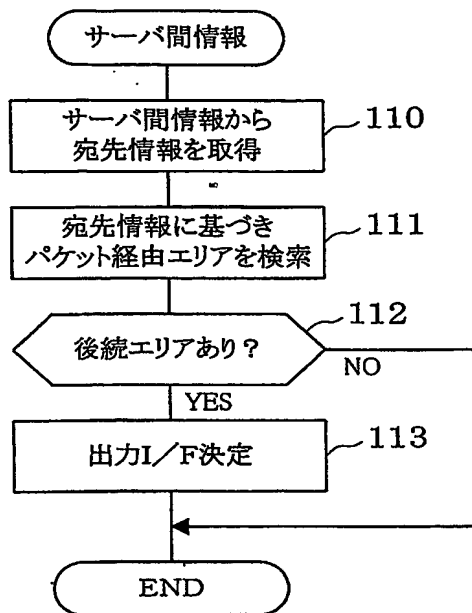 サーバ間情報
サーバ間情報から
宛先情報を取得
110
宛先情報に基づき
パケット経由エリアを検索
111
後続エリアあり?
112
NO
YES
出力I/F決定
113
END